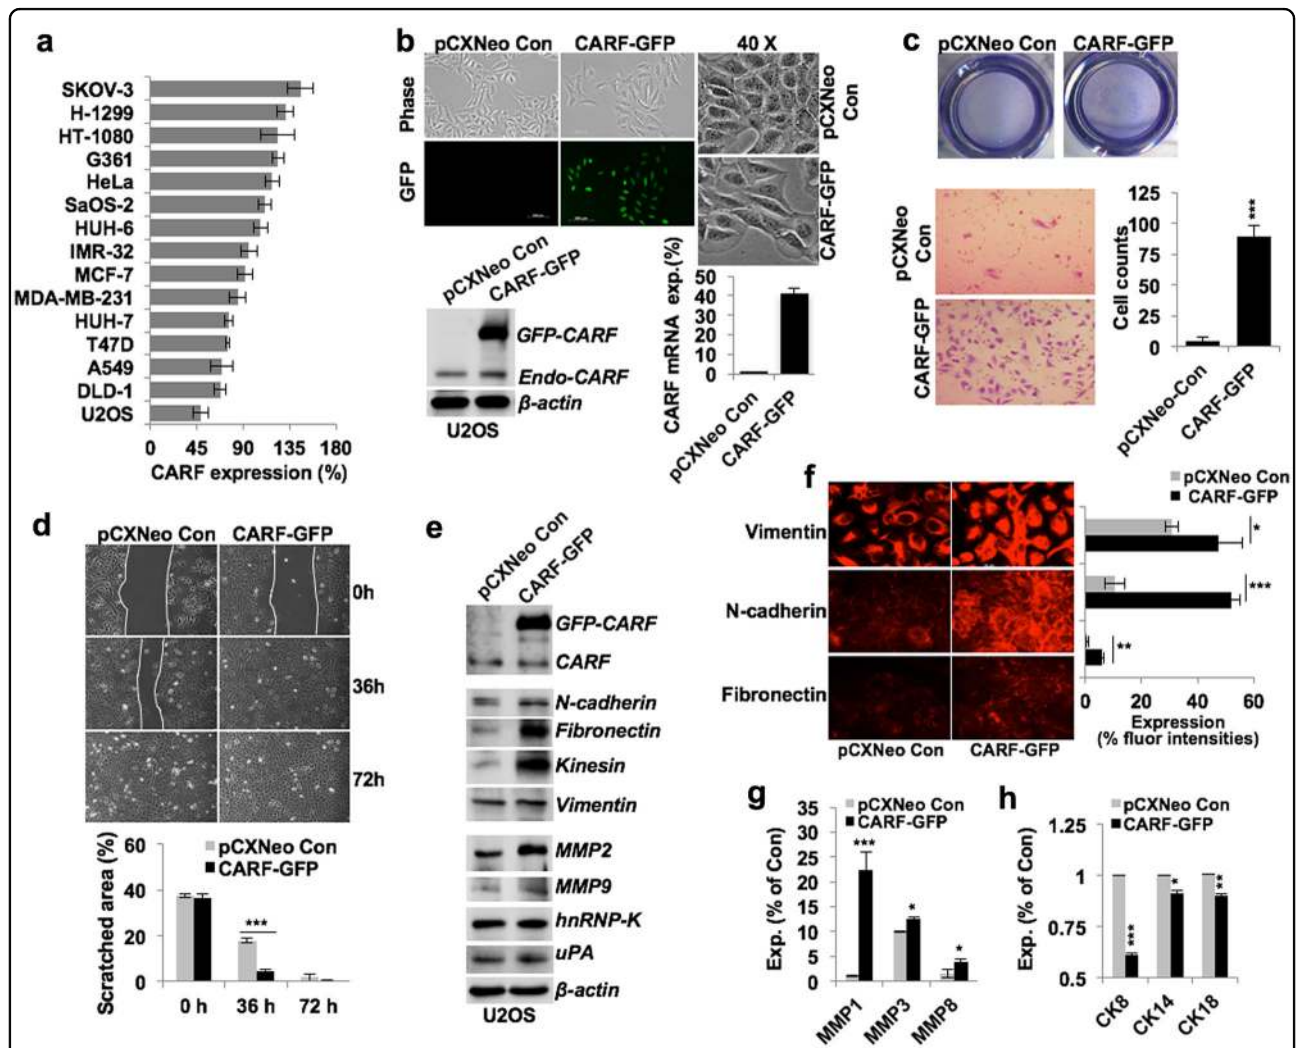 a
SKOV-3
H-1299
HT-1080
G361
HeLa
SaOS-2
HUH-6
IMR-32
MCF-7
MDA-MB-231
HUH-7
T47D
A549
DLD-1
U2OS
0 45 90 135 180
CARF expression (%)
b
pCXNeo Con CARF-GFP 40 X
Phase
GFP
pCXNeo Con
CARF-GFP
pCXNeo Con
CARF-GFP
GFP-CARF
Endo-CARF
β-actin
U2OS
CARF mRNA exp.(%)
50
40
30
20
10
0
pCXNeo Con
CARF-GFP
c
pCXNeo Con CARF-GFP
pCXNeo Con
CARF-GFP
Cell counts
125
100
75
50
25
0
***
pCXNeo-Con
CARF-GFP
d
pCXNeo Con CARF-GFP
0h
36h
72h
Scratched area (%)
60
40
20
0
pCXNeo Con
CARF-GFP
***
0 h 36 h 72 h
e
pCXNeo Con
CARF-GFP
GFP-CARF
CARF
N-cadherin
Fibronectin
Kinesin
Vimentin
MMP2
MMP9
hnRNP-K
uPA
β-actin
U2OS
f
pCXNeo Con
CARF-GFP
Vimentin
N-cadherin
Fibronectin
pCXNeo Con CARF-GFP
*
***
**
0 20 40 60
Expression
(% fluor intensities)
g
pCXNeo Con
CARF-GFP
Exp. (% of Con)
35
30
25
20
15
10
5
0
***
*
*
MMP1
MMP3
MMP8
h
pCXNeo Con
CARF-GFP
Exp. (% of Con)
1.25
1
0.75
0.5
***
*
**
CK8
CK14
CK18